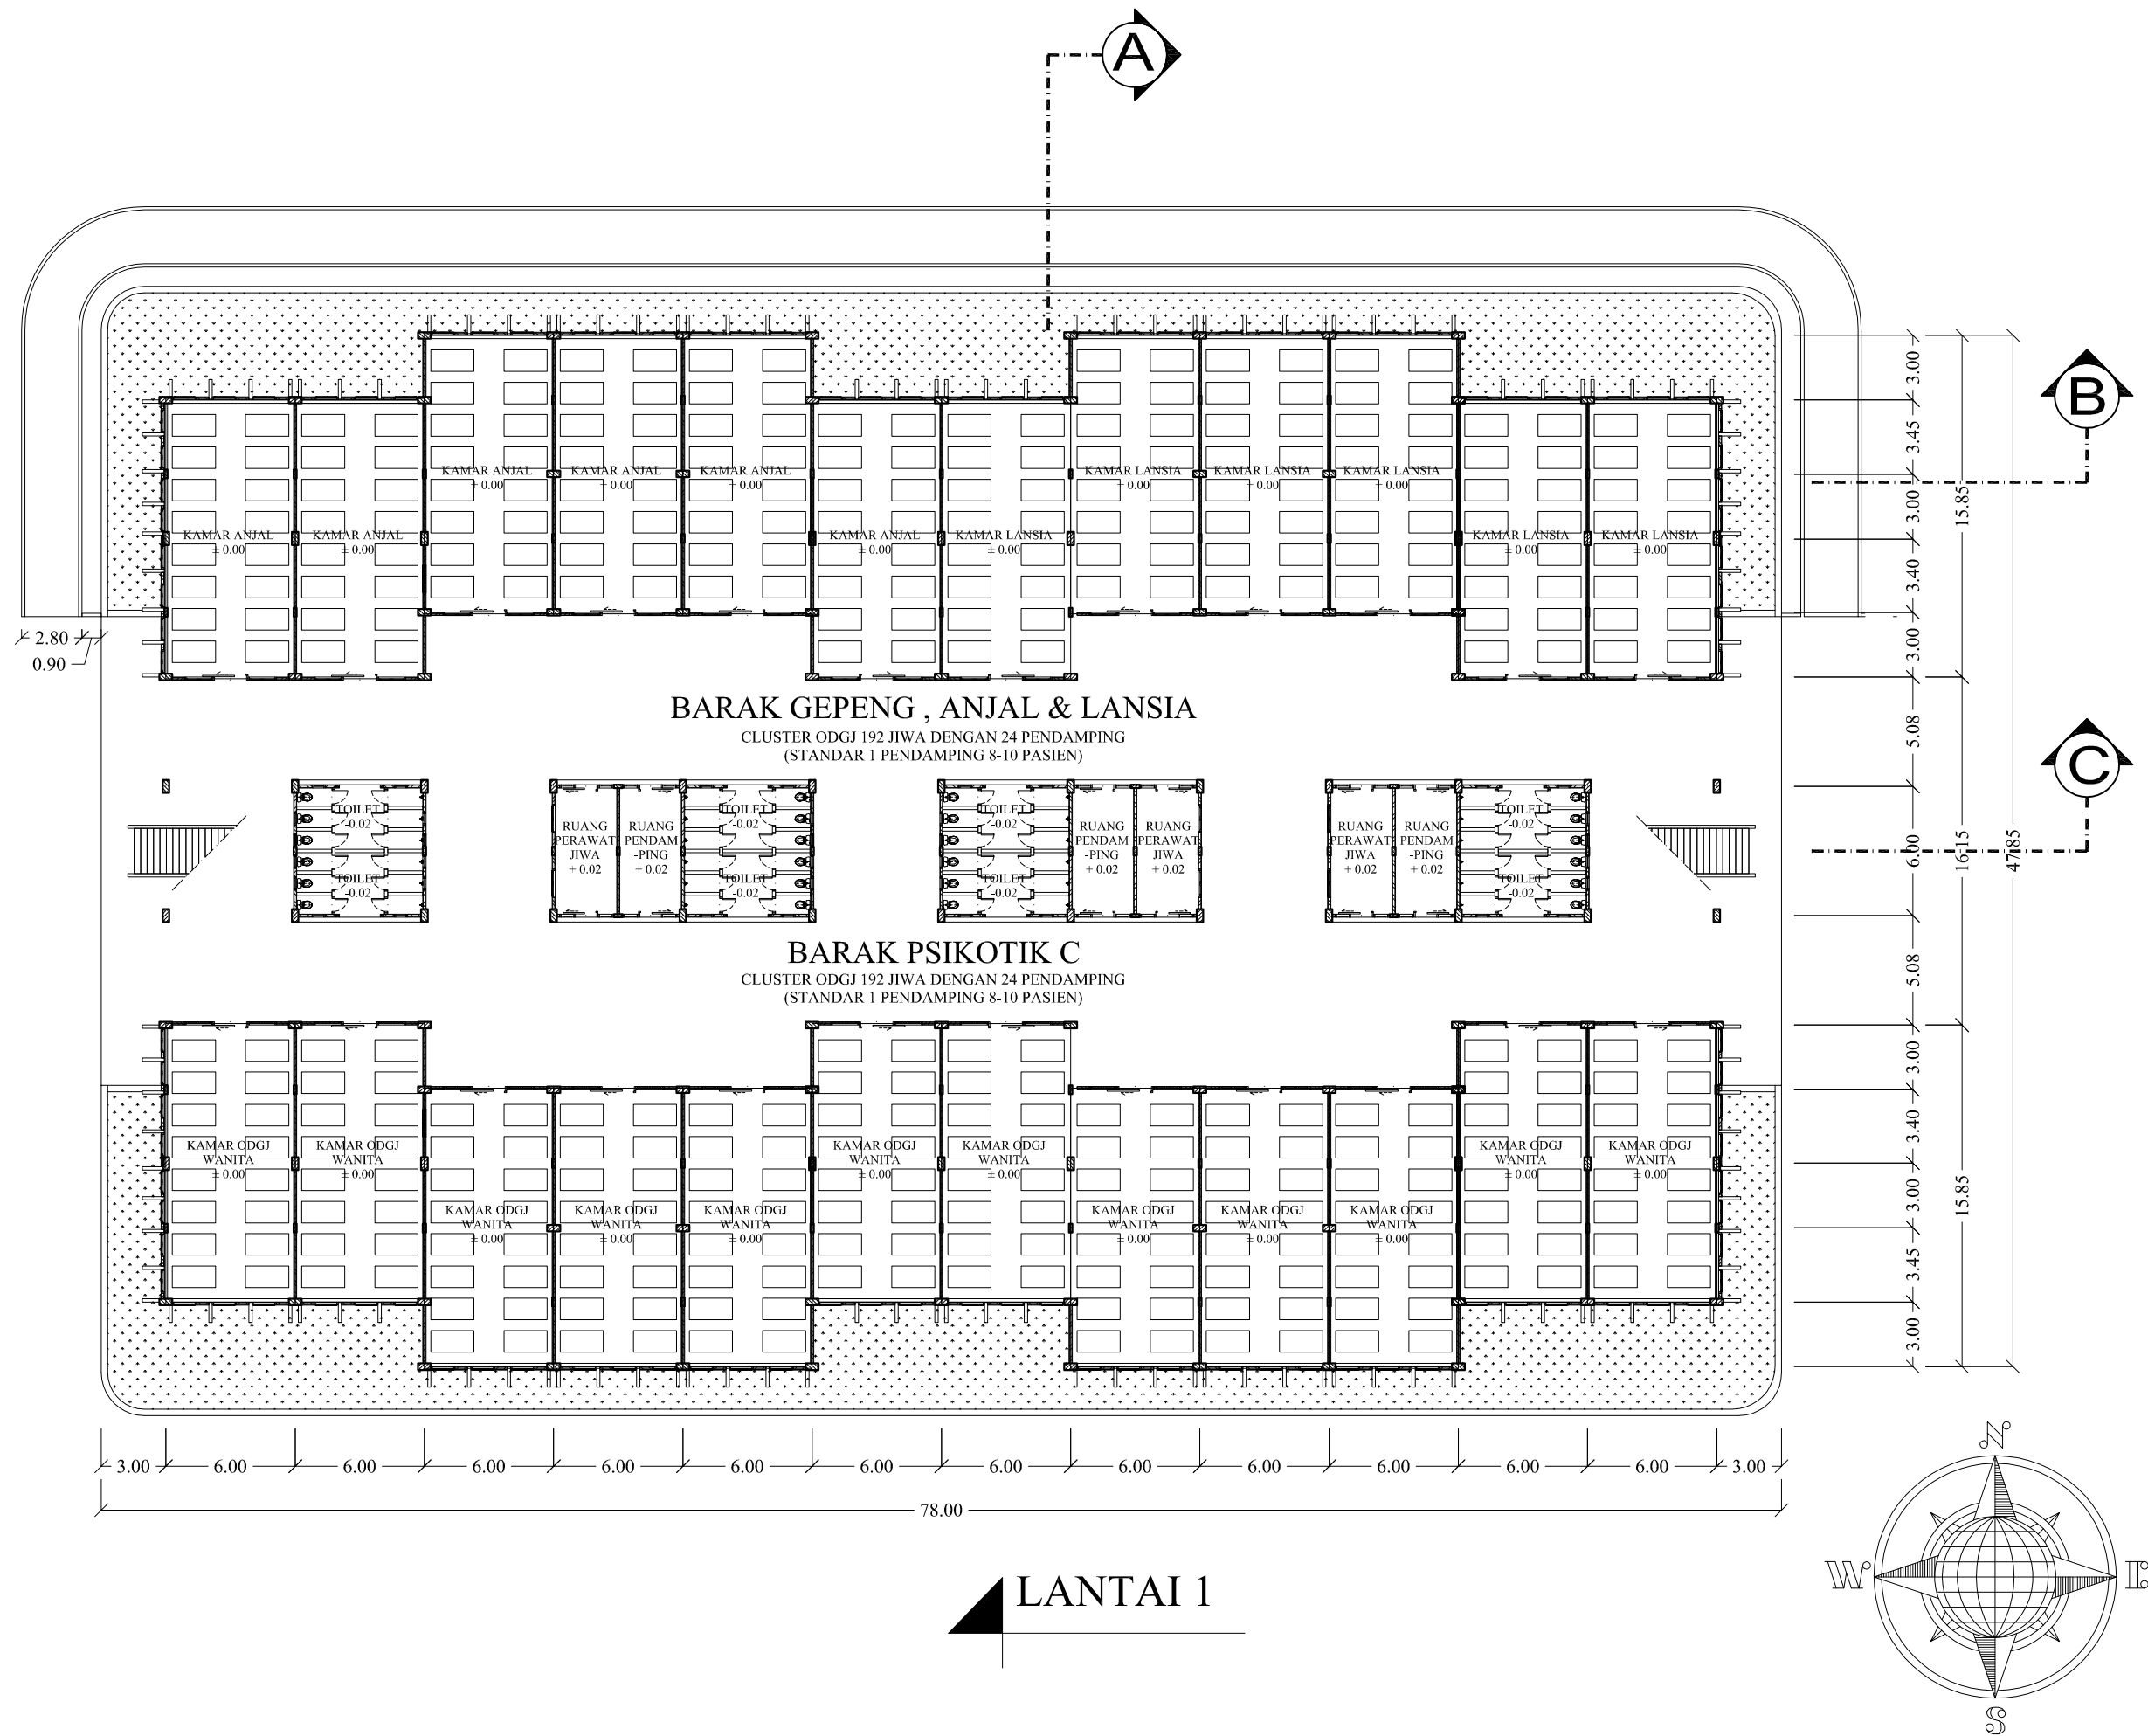 A
KAMAR ANJAL
± 0.00
KAMAR ANJAL
± 0.00
KAMAR ANJAL
± 0.00
KAMAR LANSIA
± 0.00
KAMAR LANSIA
± 0.00
KAMAR LANSIA
± 0.00
KAMAR ANJAL
± 0.00
KAMAR ANJAL
± 0.00
KAMAR ANJAL
± 0.00
KAMAR LANSIA
± 0.00
KAMAR LANSIA
± 0.00
KAMAR LANSIA
± 0.00
B
C
2.80
0.90
BARAK GEPENG , ANJAL & LANSIA
CLUSTER ODGJ 192 JIWA DENGAN 24 PENDAMPING
(STANDAR 1 PENDAMPING 8-10 PASIEN)
TOILET
-0.02
TOILET
-0.02
RUANG
PERAWAT
JIWA
+ 0.02
RUANG
PENDAM
-PING
+ 0.02
TOILET
-0.02
TOILET
-0.02
TOILET
-0.02
TOILET
-0.02
RUANG
PENDAM
-PING
+ 0.02
RUANG
PERAWAT
JIWA
+ 0.02
RUANG
PERAWAT
JIWA
+ 0.02
RUANG
PENDAM
-PING
+ 0.02
TOILET
-0.02
TOILET
-0.02
BARAK PSIKOTIK C
CLUSTER ODGJ 192 JIWA DENGAN 24 PENDAMPING
(STANDAR 1 PENDAMPING 8-10 PASIEN)
KAMAR ODGJ
WANITA
± 0.00
KAMAR ODGJ
WANITA
± 0.00
KAMAR ODGJ
WANITA
± 0.00
KAMAR ODGJ
WANITA
± 0.00
KAMAR ODGJ
WANITA
± 0.00
KAMAR ODGJ
WANITA
± 0.00
KAMAR ODGJ
WANITA
± 0.00
KAMAR ODGJ
WANITA
± 0.00
KAMAR ODGJ
WANITA
± 0.00
KAMAR ODGJ
WANITA
± 0.00
KAMAR ODGJ
WANITA
± 0.00
KAMAR ODGJ
WANITA
± 0.00
3.00
3.45
3.00
3.40
3.00
5.08
6.00
5.08
3.00
3.40
3.00
3.45
3.00
15.85
16.15
15.85
47.85
3.00 6.00 6.00 6.00 6.00 6.00 6.00 6.00 6.00 6.00 6.00 6.00 6.00 3.00
78.00
LANTAI 1
N
W
E
S